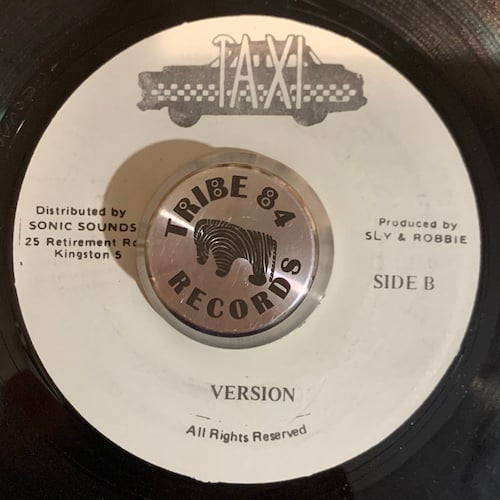 TAXI
Distributed by
SONIC SOUNDS
25 Retirement
Kingston 5
TRIBE 84
RECORDS
Produced by
SLY & ROBBIE
SIDE B
VERSION
All Rights Reserved